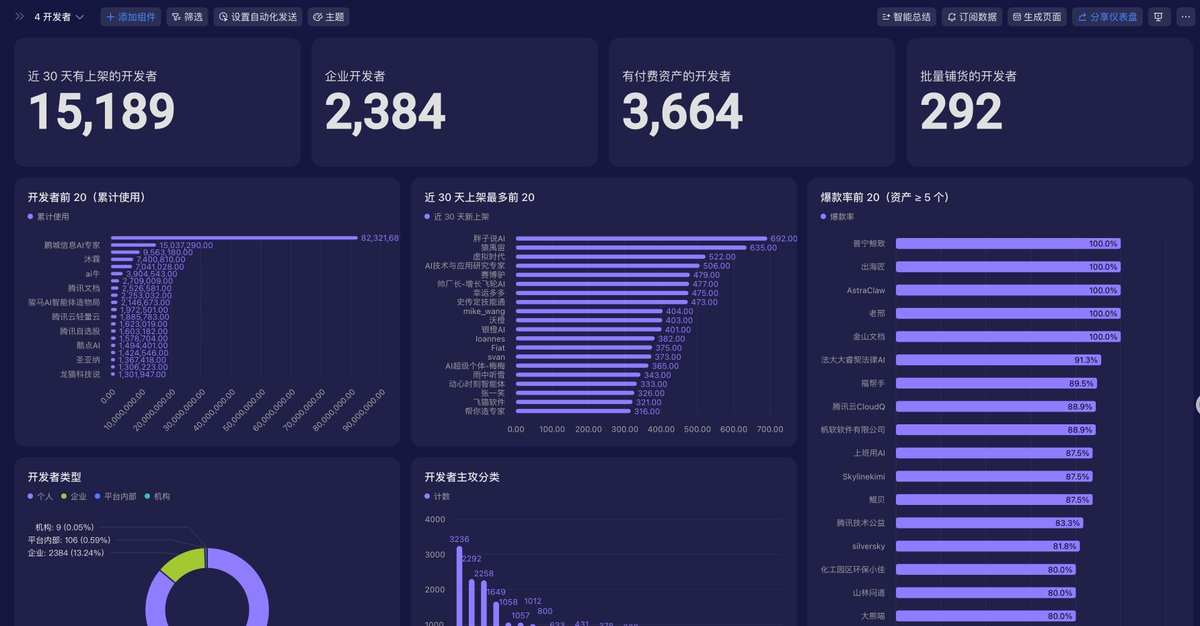 4 开发者
添加组件
筛选
设置自动化发送
主题
智能总结
订阅数据
生成页面
分享仪表盘
近 30 天有上架的开发者
15,189
企业开发者
2,384
有付费资产的开发者
3,664
批量铺货的开发者
292
开发者前 20（累计使用）
累计使用
82,321,68
鹏城信息AI专家
15,037,290.00
9,563,180.00
沐霖
7,400,810.00
7,041,028.00
ai牛
3,904,543.00
2,709,009.00
腾讯文档
2,526,581.00
2,253,032.00
骏马AI智能体造物局
2,146,673.00
1,972,501.00
腾讯云轻量云
1,885,783.00
1,623,019.00
腾讯自选股
1,603,182.00
1,578,704.00
酷点AI
1,494,401.00
1,424,546.00
圣亚纳
1,367,418.00
1,306,223.00
龙猫科技说
1,301,947.00
0.00
10,000,000.00
20,000,000.00
30,000,000.00
40,000,000.00
50,000,000.00
60,000,000.00
70,000,000.00
80,000,000.00
90,000,000.00
近 30 天上架最多前 20
近 30 天新上架
胖子说AI 692.00
猿禹宙 635.00
虚拟时代 522.00
AI技术与应用研究专家 506.00
赛博驴 479.00
帅厂长-增长飞轮AI 477.00
幸运多多 475.00
史传定技能通 473.00
mike_wang 404.00
沃橙 403.00
银橙AI 401.00
loannes 382.00
Fiat 375.00
svan 373.00
AI超级个体-梅梅 365.00
雨中听雪 343.00
动心时刻智能体 333.00
张一笑 326.00
飞猫软件 321.00
帮你造专家 316.00
0.00 100.00 200.00 300.00 400.00 500.00 600.00 700.00
爆款率前 20（资产 ≥ 5 个）
爆款率
普宁鲸致 100.0%
出海匠 100.0%
AstraClaw 100.0%
老邢 100.0%
金山文档 100.0%
法大大睿契法律AI 91.3%
福帮手 89.5%
腾讯云CloudQ 88.9%
帆软软件有限公司 88.9%
上班用AI 87.5%
Skylinekimi 87.5%
鲲贝 87.5%
腾讯技术公益 83.3%
silversky 81.8%
化工园区环保小佳 80.0%
山林问道 80.0%
大熊喵 80.0%
开发者类型
个人 企业 平台内部 机构
机构: 9 (0.05%)
平台内部: 106 (0.59%)
企业: 2384 (13.24%)
开发者主攻分类
计数
4000
3000
2000
1000
3236
2292
2258
1649
1058
1057
1012
800
633
431
378